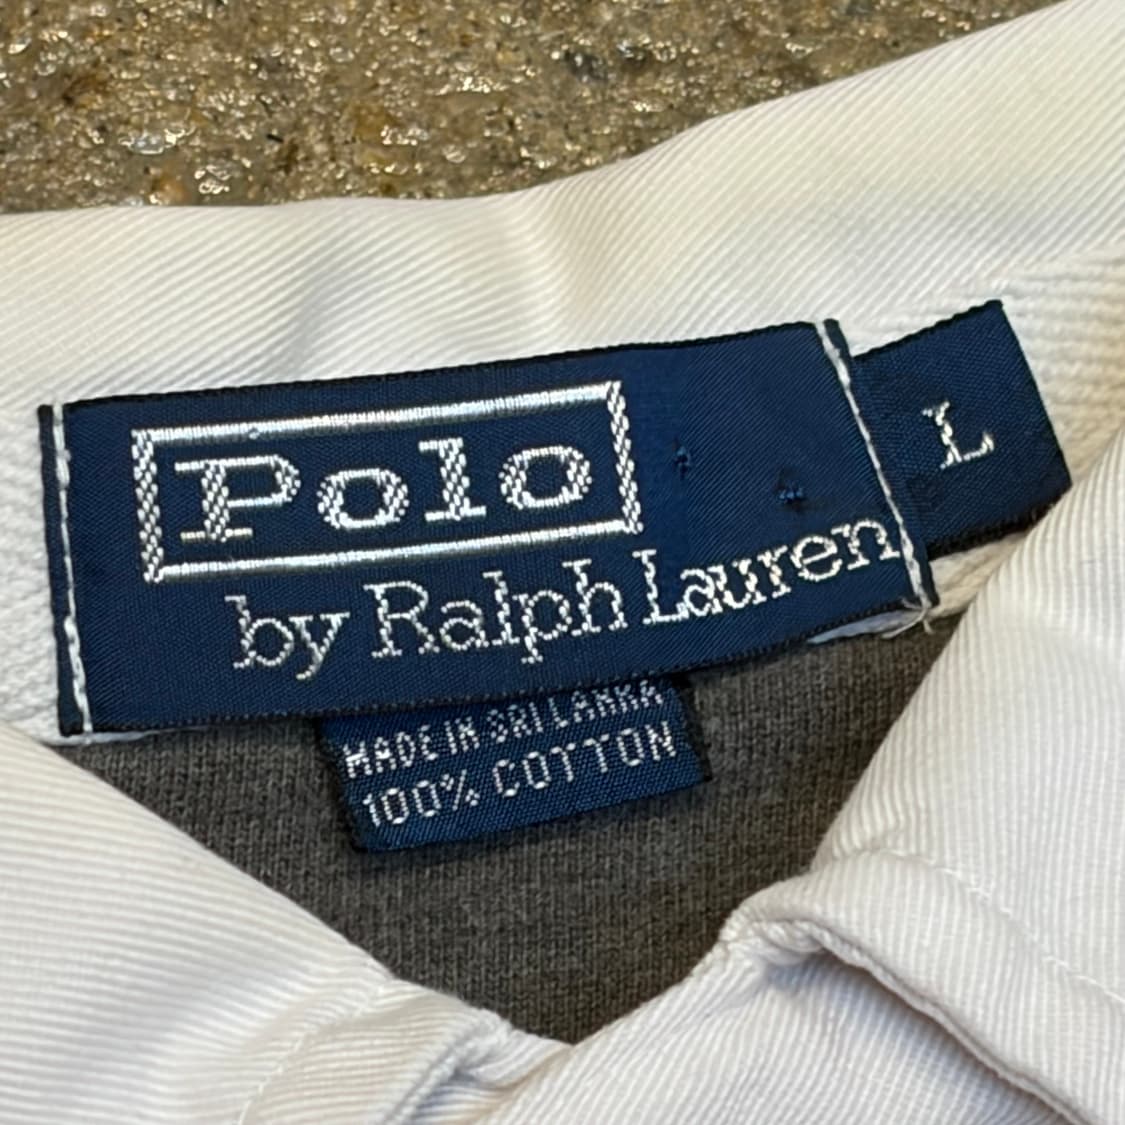 Polo
by Ralph Lauren
L
MADE IN SRI LANKA
100% COTTON